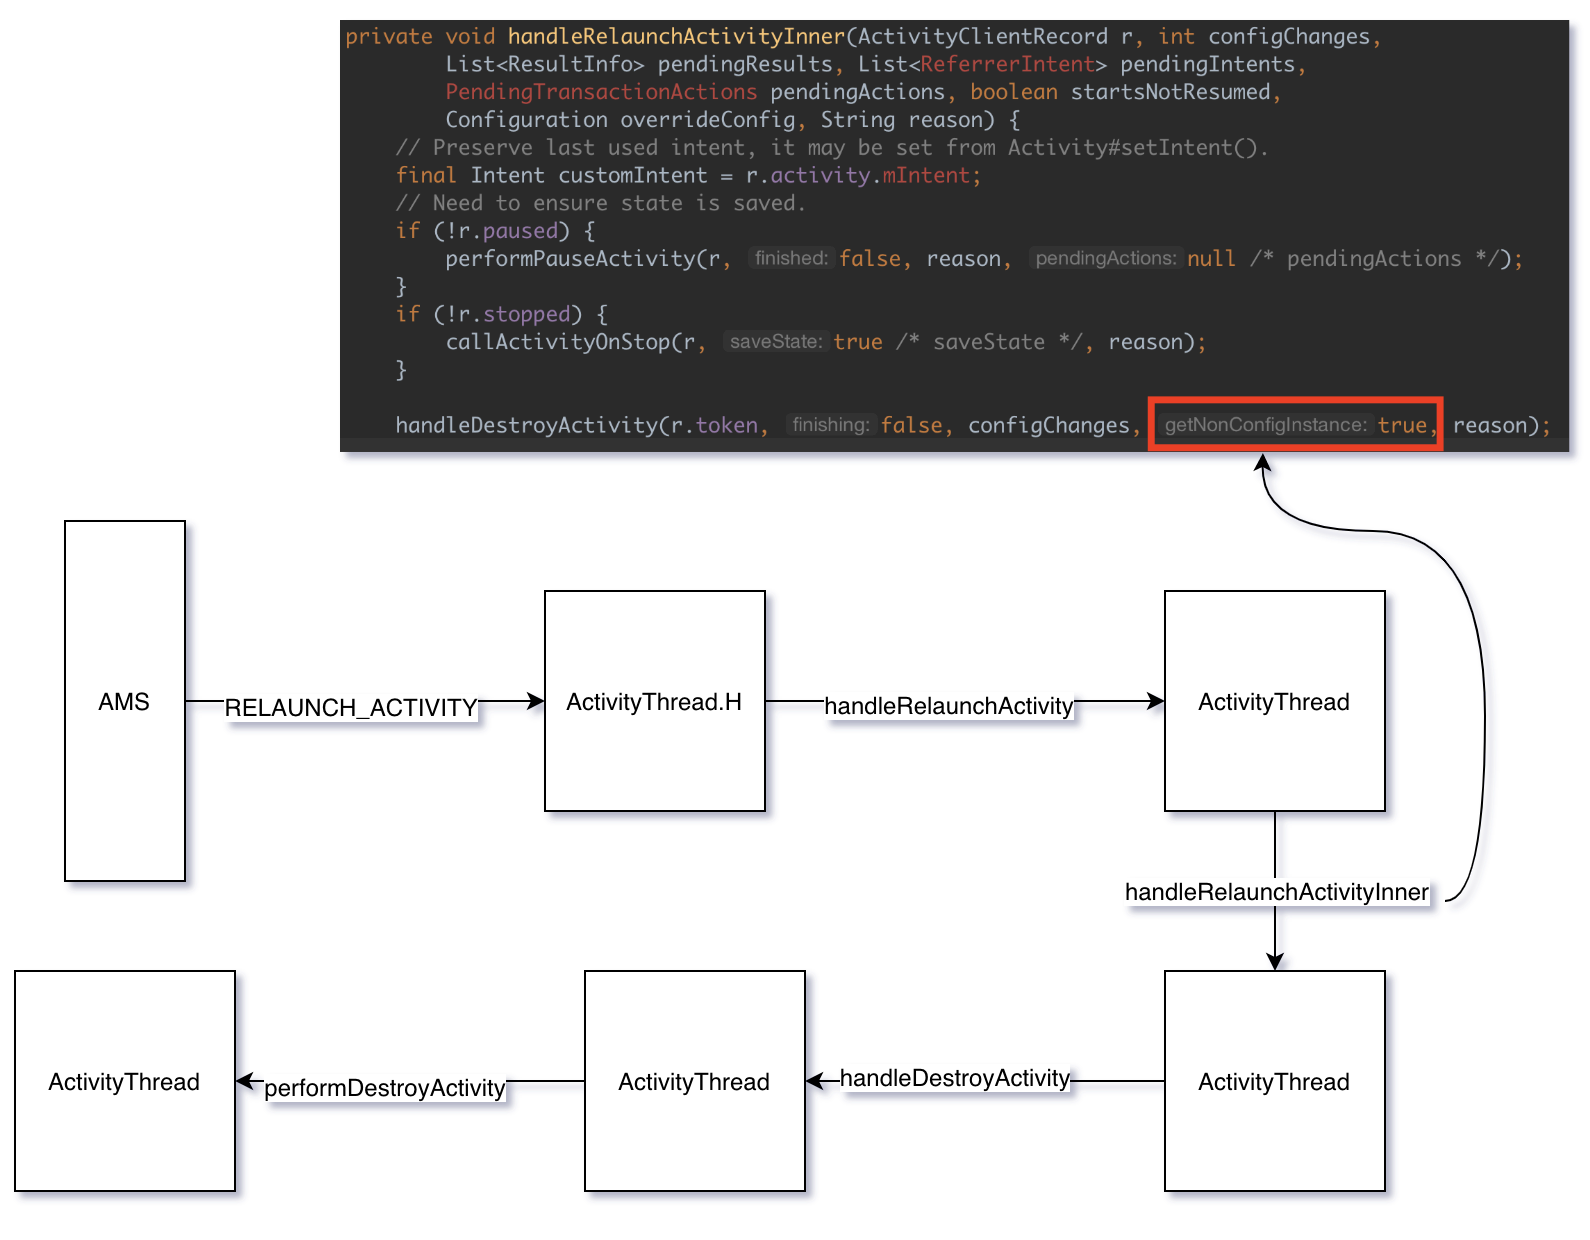 private void handleRelaunchActivityInner(ActivityClientRecord r, int configChanges,
List<ResultInfo> pendingResults, List<ReferrerIntent> pendingIntents,
PendingTransactionActions pendingActions, boolean startsNotResumed,
Configuration overrideConfig, String reason) {
// Preserve last used intent, it may be set from Activity#setIntent().
final Intent customIntent = r.activity.mIntent;
// Need to ensure state is saved.
if (!r.paused) {
performPauseActivity(r, finished: false, reason, pendingActions: null /* pendingActions */);
}
if (!r.stopped) {
callActivityOnStop(r, saveState: true /* saveState */, reason);
}
handleDestroyActivity(r.token, finishing: false, configChanges, getNonConfigInstance: true, reason);
AMS
RELAUNCH_ACTIVITY
ActivityThread.H
handleRelaunchActivity
ActivityThread
handleRelaunchActivityInner
ActivityThread
performDestroyActivity
ActivityThread
handleDestroyActivity
ActivityThread